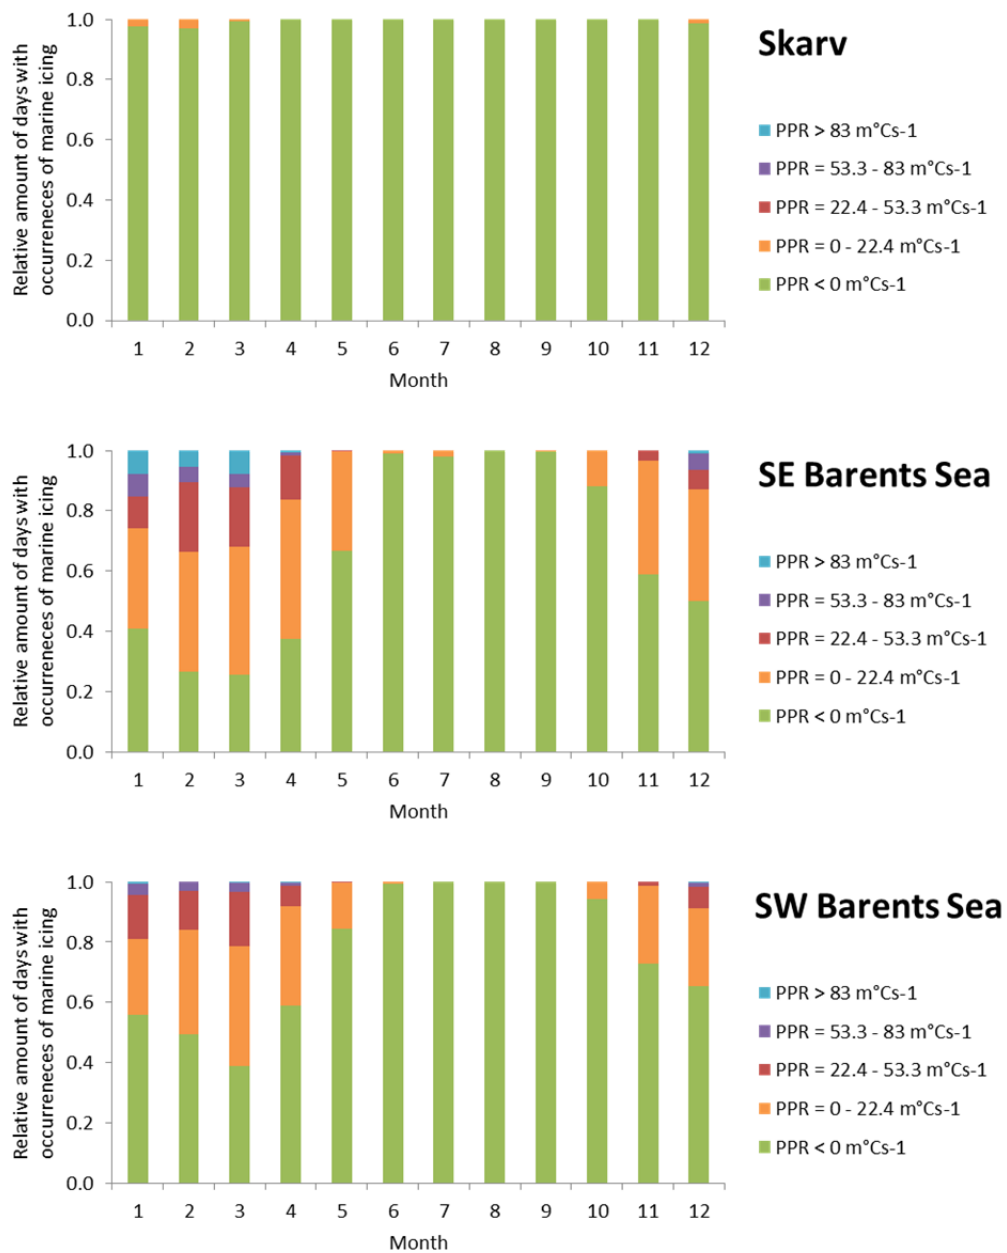 Skarv
Relative amount of days with
occurreneces of marine icing
1.0
0.8
0.6
0.4
0.2
0.0
1 2 3 4 5 6 7 8 9 10 11 12
Month
PPR > 83 m°Cs-1
PPR = 53.3 - 83 m°Cs-1
PPR = 22.4 - 53.3 m°Cs-1
PPR = 0 - 22.4 m°Cs-1
PPR < 0 m°Cs-1
SE Barents Sea
Relative amount of days with
occurreneces of marine icing
1.0
0.8
0.6
0.4
0.2
0.0
1 2 3 4 5 6 7 8 9 10 11 12
Month
PPR > 83 m°Cs-1
PPR = 53.3 - 83 m°Cs-1
PPR = 22.4 - 53.3 m°Cs-1
PPR = 0 - 22.4 m°Cs-1
PPR < 0 m°Cs-1
SW Barents Sea
Relative amount of days with
occurreneces of marine icing
1.0
0.8
0.6
0.4
0.2
0.0
1 2 3 4 5 6 7 8 9 10 11 12
Month
PPR > 83 m°Cs-1
PPR = 53.3 - 83 m°Cs-1
PPR = 22.4 - 53.3 m°Cs-1
PPR = 0 - 22.4 m°Cs-1
PPR < 0 m°Cs-1